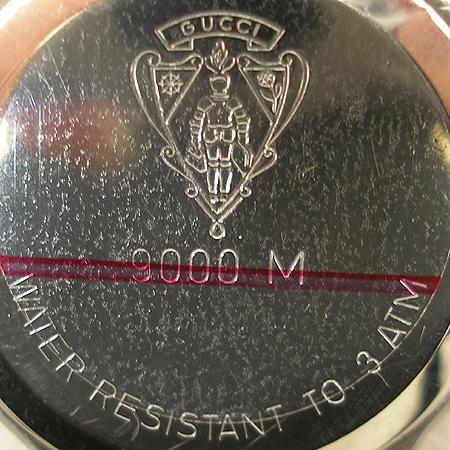 GUCCI
9000 M
WATER RESISTANT TO 3 ATM